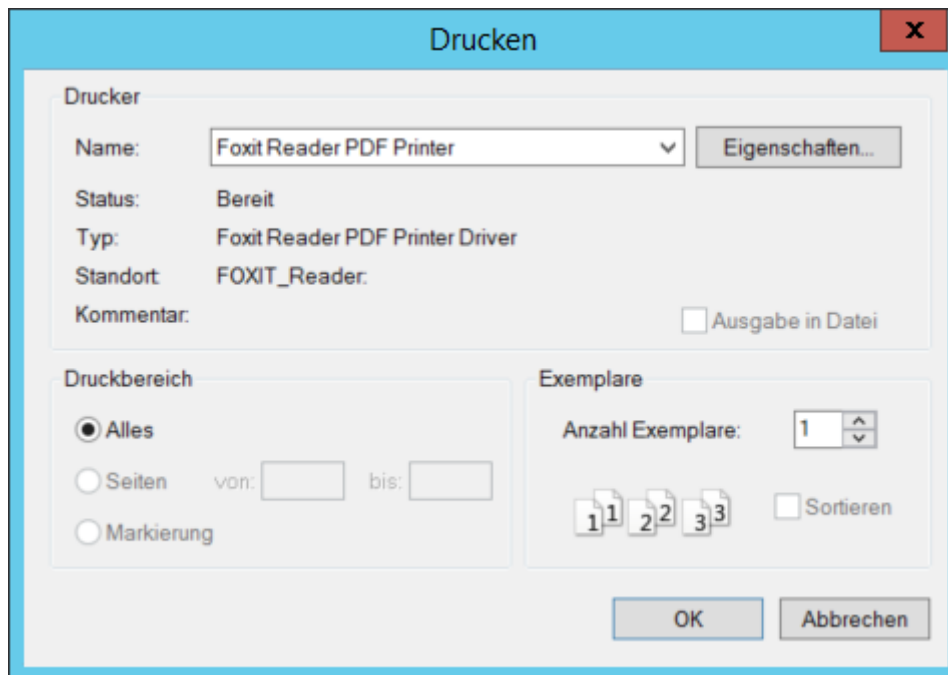 Drucken
x
Drucker
Name: Foxit Reader PDF Printer Eigenschaften...
Status: Bereit
Typ: Foxit Reader PDF Printer Driver
Standort: FOXIT_Reader:
Kommentar:
Ausgabe in Datei
Druckbereich
Alles
Seiten von: bis:
Markierung
Exemplare
Anzahl Exemplare: 1
1 1 2 2 3 3 Sortieren
OK Abbrechen